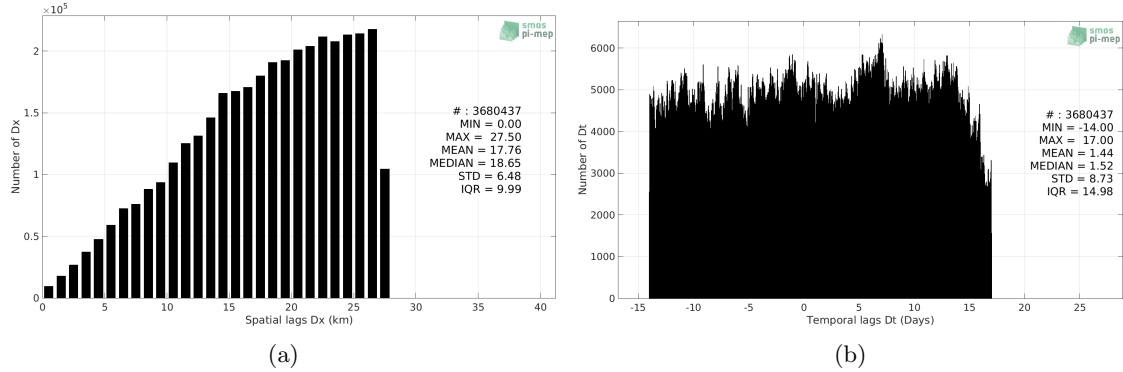 ×10⁵
smos
pi-mep
2
1.5
1
0.5
0
Number of Dx
# : 3680437
MIN = 0.00
MAX = 27.50
MEAN = 17.76
MEDIAN = 18.65
STD = 6.48
IQR = 9.99
0 5 10 15 20 25 30 35 40
Spatial lags Dx (km)
(a)
smos
pi-mep
6000
5000
4000
3000
2000
1000
0
Number of Dt
# : 3680437
MIN = -14.00
MAX = 17.00
MEAN = 1.44
MEDIAN = 1.52
STD = 8.73
IQR = 14.98
-15 -10 -5 0 5 10 15 20 25
Temporal lags Dt (Days)
(b)